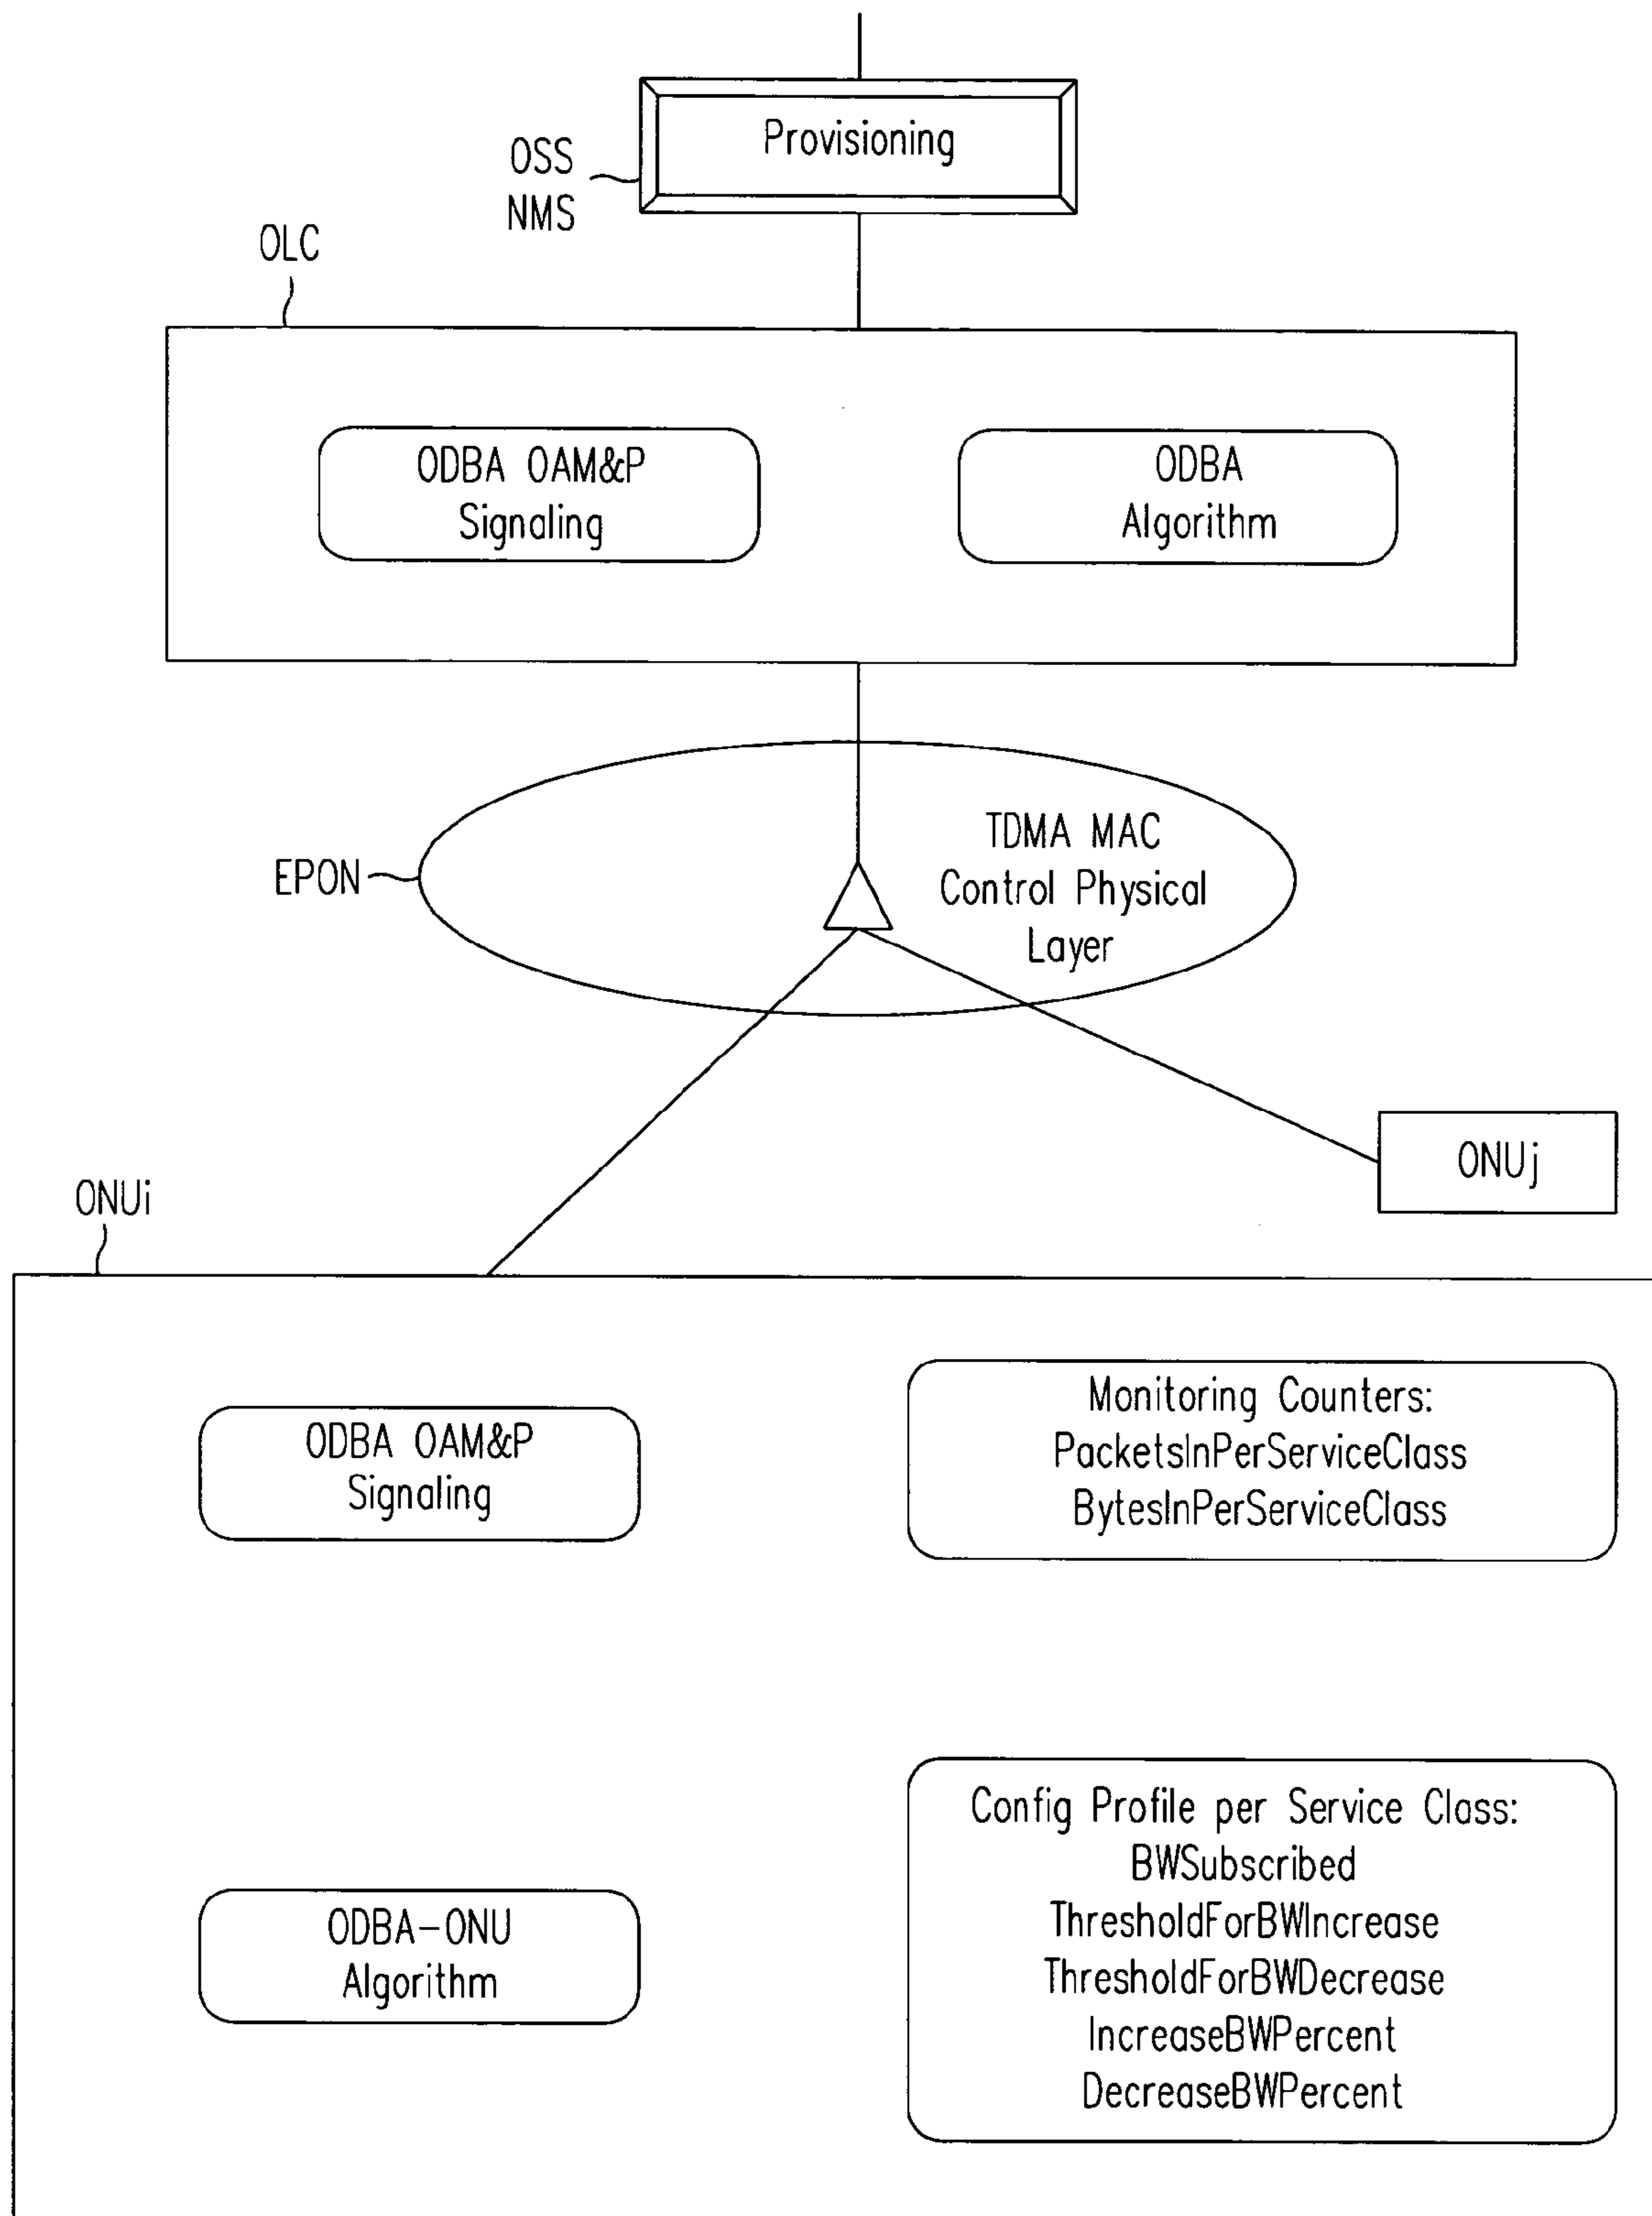 Provisioning
OSS
NMS
OLC
ODBA OAM&P
Signaling
ODBA
Algorithm
EPON
TDMA MAC
Control Physical
Layer
ONUj
ONUi
ODBA OAM&P
Signaling
Monitoring Counters:
PacketsInPerServiceClass
BytesInPerServiceClass
ODBA-ONU
Algorithm
Config Profile per Service Class:
BWSubscribed
ThresholdForBWIncrease
ThresholdForBWDecrease
IncreaseBWPercent
DecreaseBWPercent